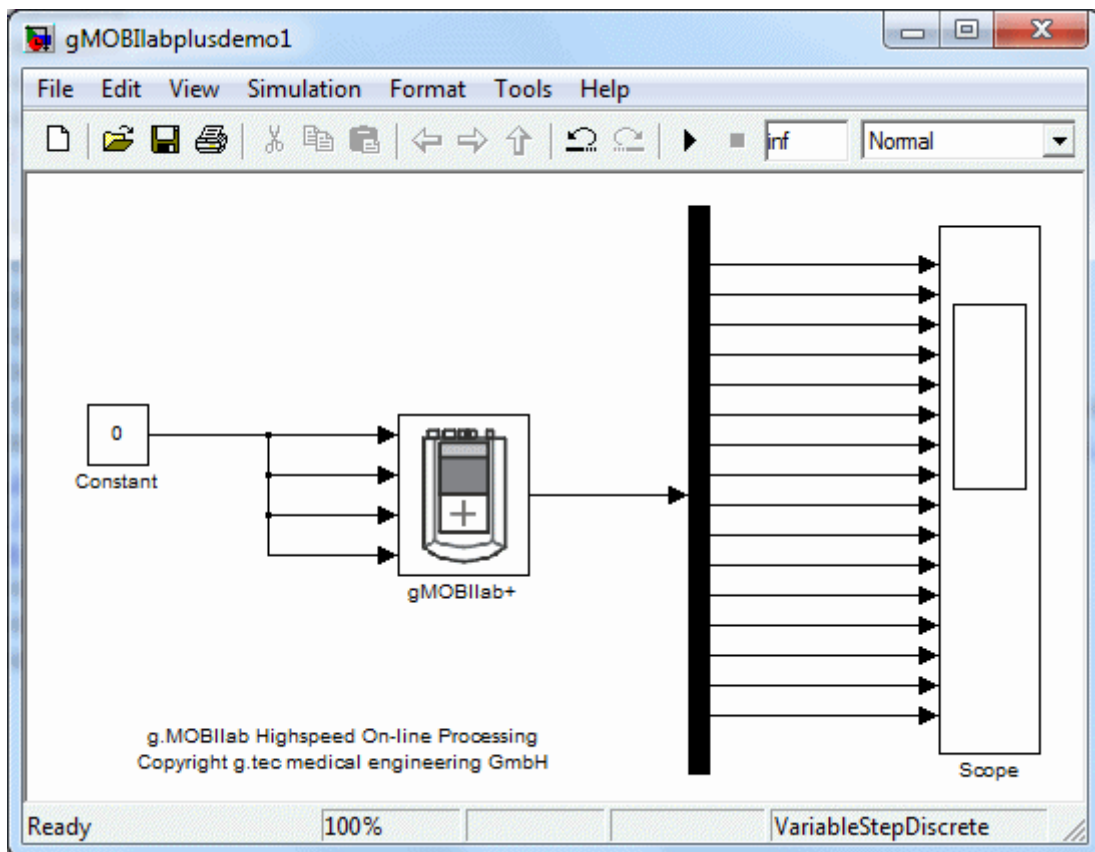 gMOBIlabplusdemo1
File Edit View Simulation Format Tools Help
inf Normal
0
Constant
gMOBIlab+
g.MOBIlab Highspeed On-line Processing
Copyright g.tec medical engineering GmbH
Scope
Ready 100% VariableStepDiscrete